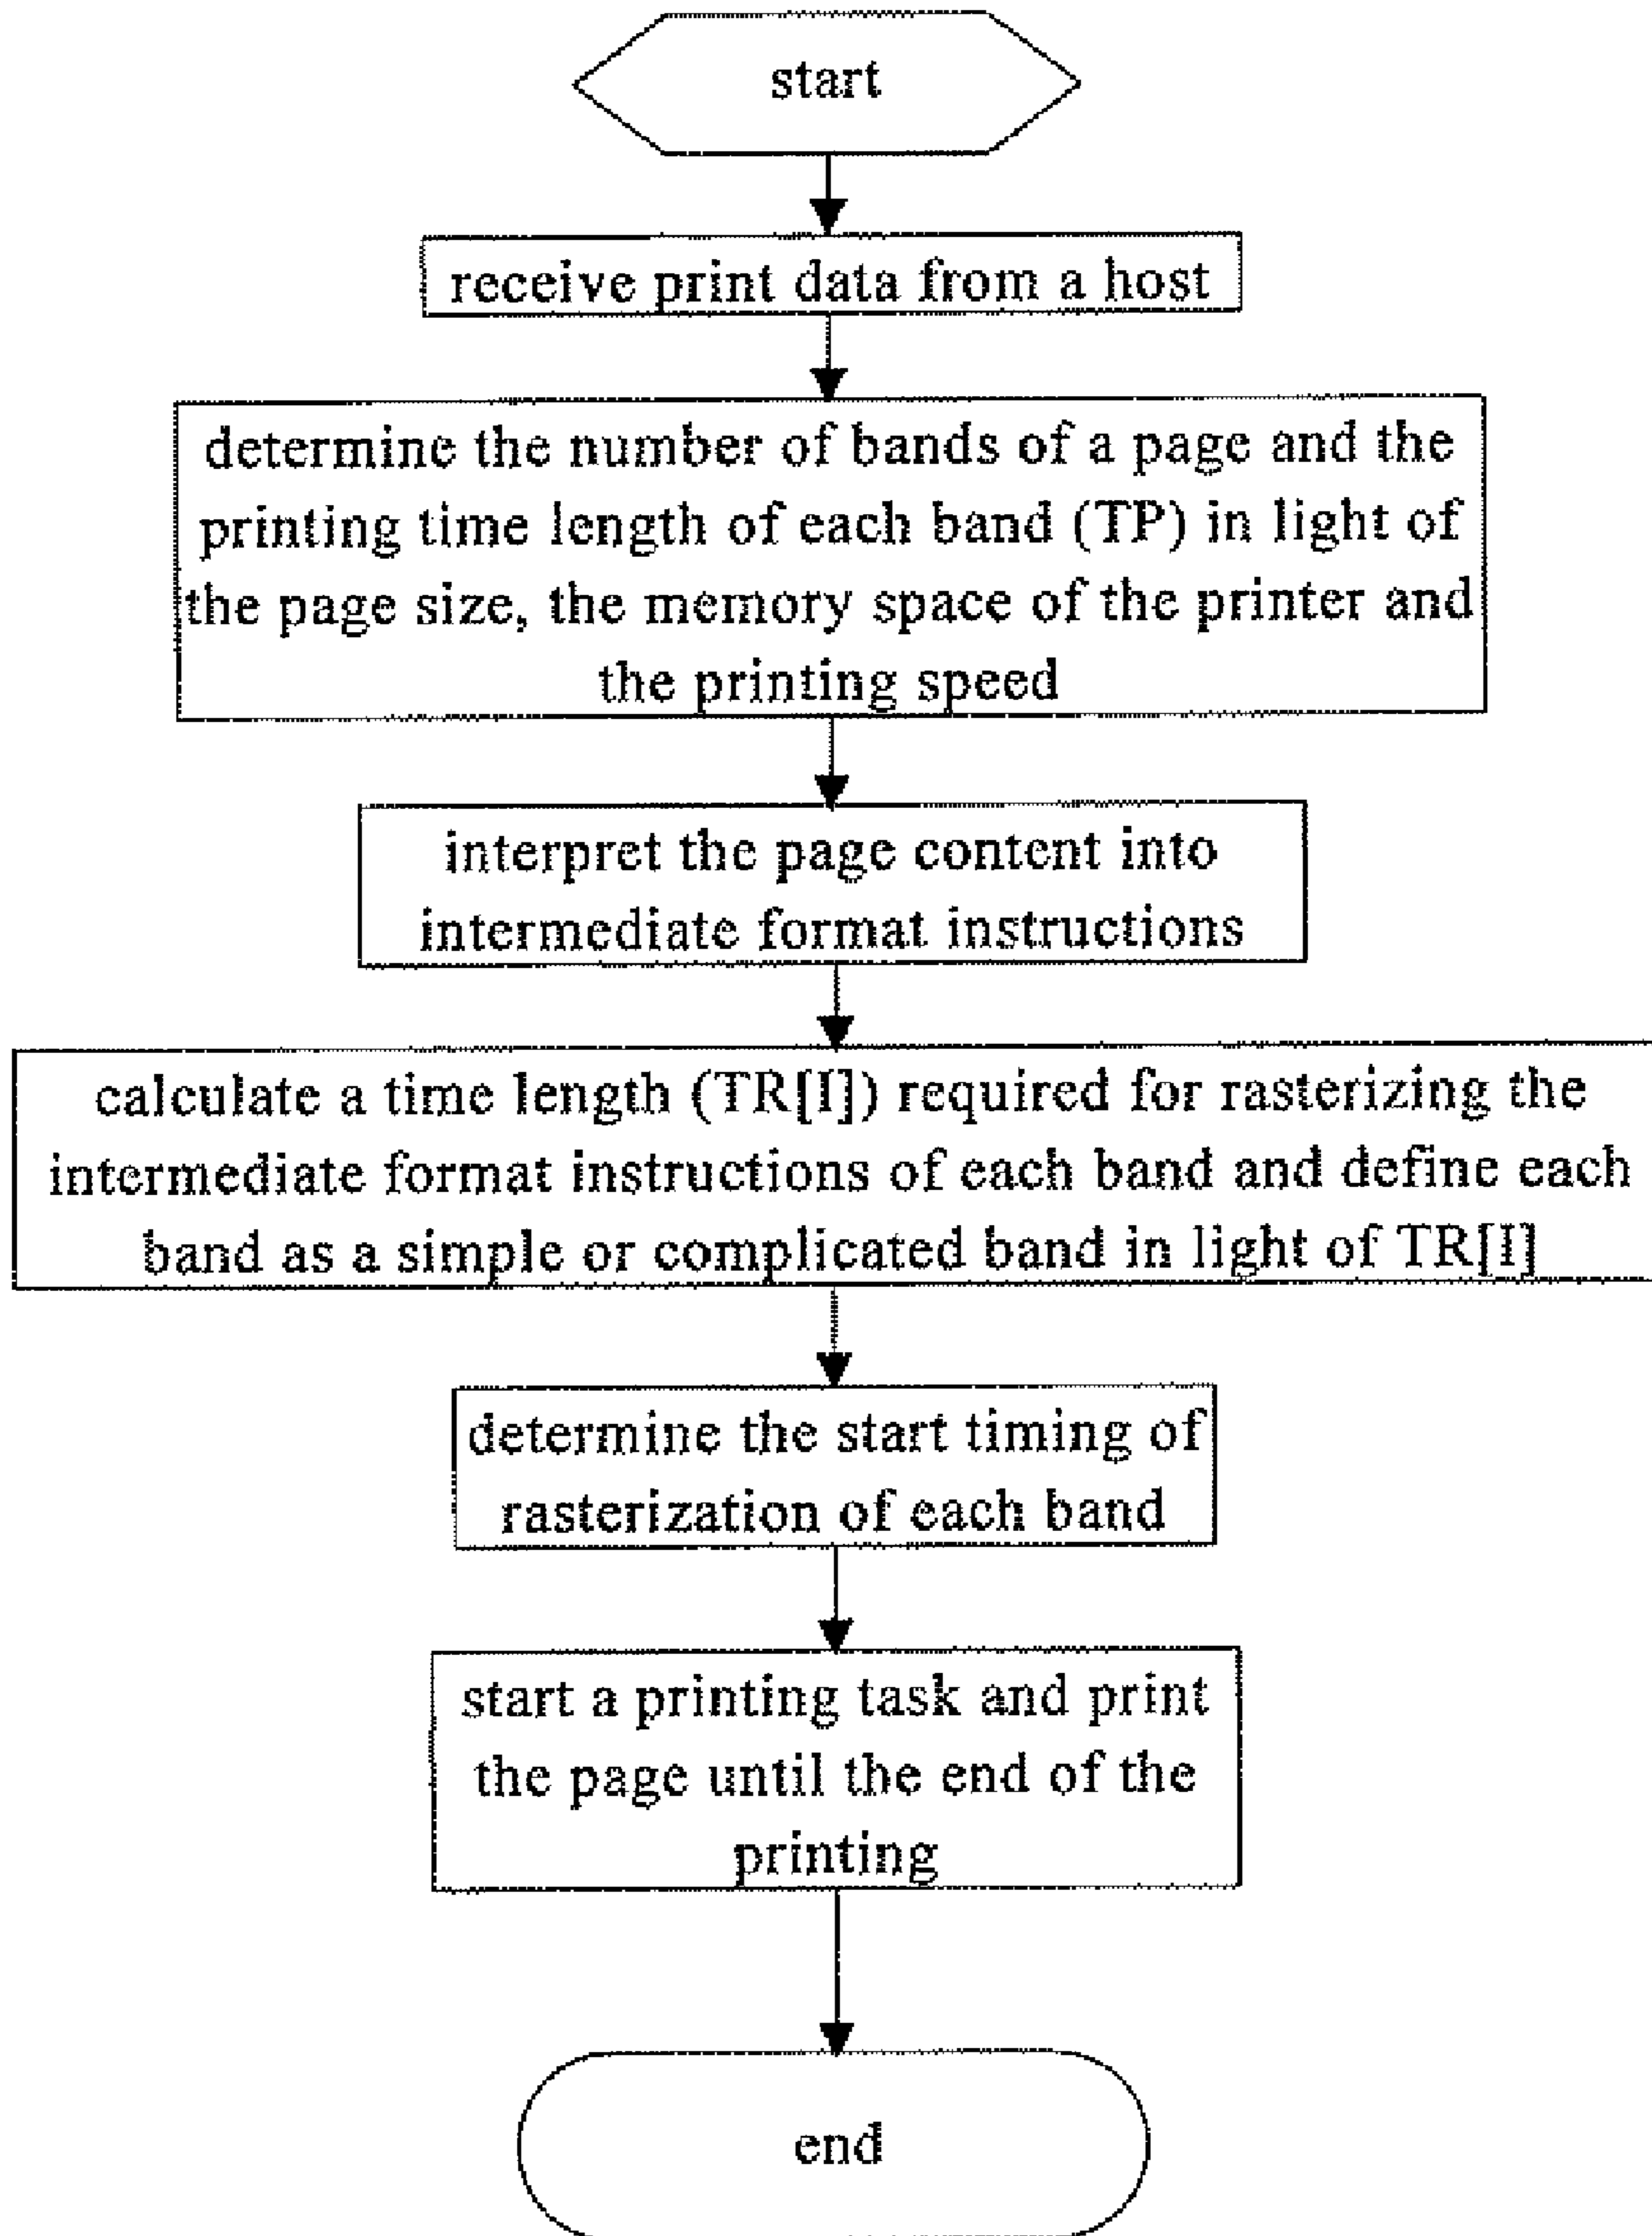 start
receive print data from a host
determine the number of bands of a page and the
printing time length of each band (TP) in light of
the page size, the memory space of the printer and
the printing speed
interpret the page content into
intermediate format instructions
calculate a time length (TR[I]) required for rasterizing the
intermediate format instructions of each band and define each
band as a simple or complicated band in light of TR[I]
determine the start timing of
rasterization of each band
start a printing task and print
the page until the end of the
printing
end